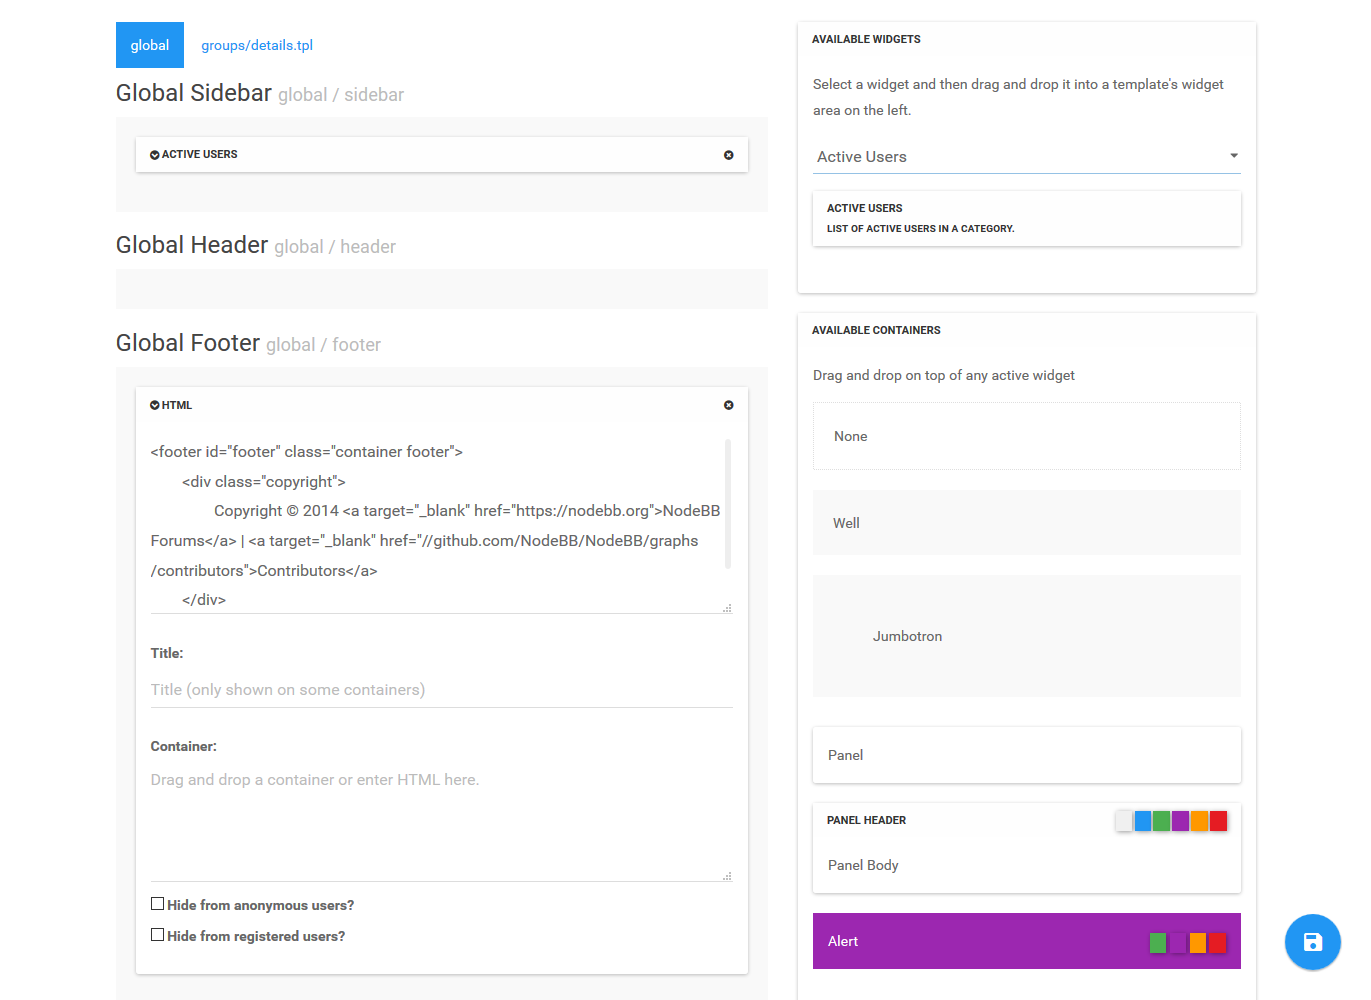 global
groups/details.tpl
Global Sidebar global / sidebar
ACTIVE USERS
Global Header global / header
Global Footer global / footer
HTML
<footer id="footer" class="container footer">
<div class="copyright">
Copyright © 2014 <a target="_blank" href="https://nodebb.org">NodeBB
Forums</a> | <a target="_blank" href="//github.com/NodeBB/NodeBB/graphs
/contributors">Contributors</a>
</div>
Title:
Title (only shown on some containers)
Container:
Drag and drop a container or enter HTML here.
Hide from anonymous users?
Hide from registered users?
AVAILABLE WIDGETS
Select a widget and then drag and drop it into a template's widget
area on the left.
Active Users
ACTIVE USERS
LIST OF ACTIVE USERS IN A CATEGORY.
AVAILABLE CONTAINERS
Drag and drop on top of any active widget
None
Well
Jumbotron
Panel
PANEL HEADER
Panel Body
Alert